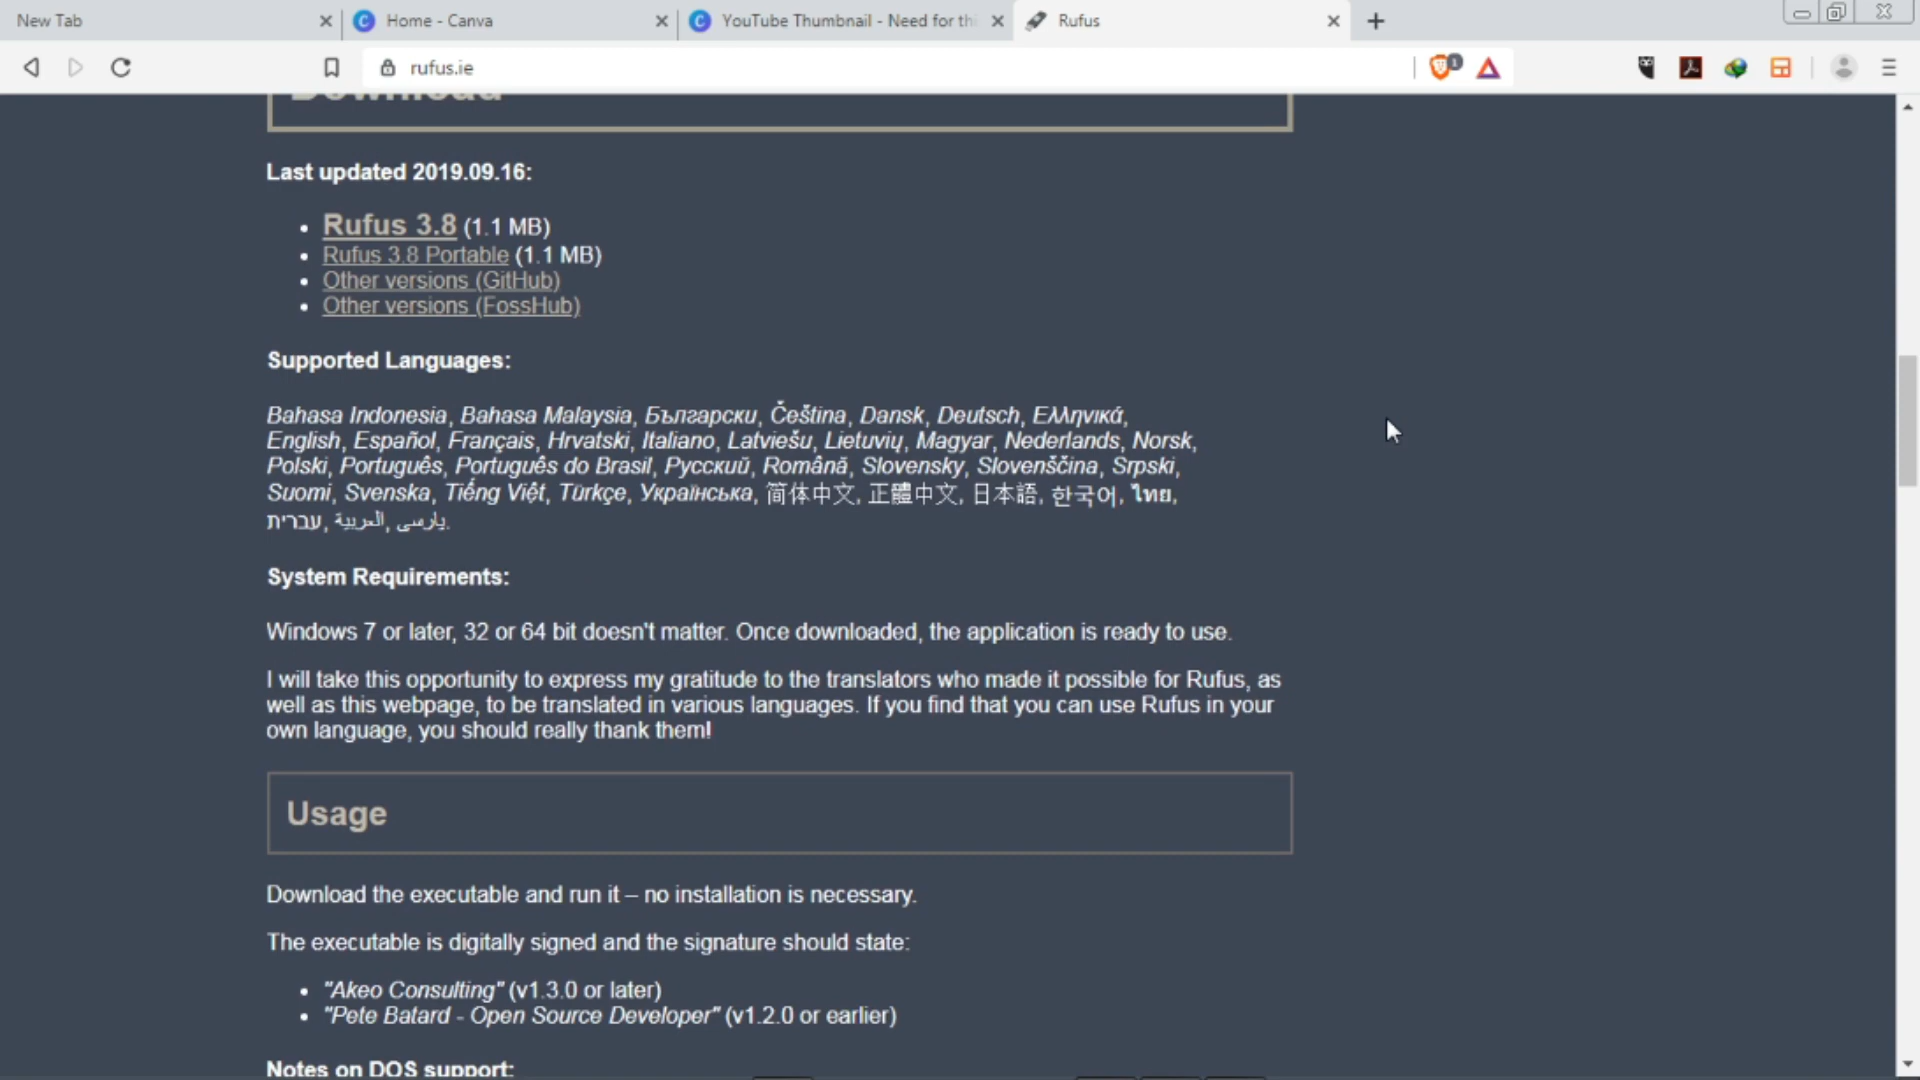 New Tab
Home - Canva
YouTube Thumbnail - Need for thi
Rufus
rufus.ie
1
Download
Last updated 2019.09.16:
Rufus 3.8 (1.1 MB)
Rufus 3.8 Portable (1.1 MB)
Other versions (GitHub)
Other versions (FossHub)
Supported Languages:
Bahasa Indonesia, Bahasa Malaysia, Български, Čeština, Dansk, Deutsch, Ελληνικά,
English, Español, Français, Hrvatski, Italiano, Latviešu, Lietuvių, Magyar, Nederlands, Norsk,
Polski, Português, Português do Brasil, Русский, Română, Slovensky, Slovenščina, Srpski,
Suomi, Svenska, Tiếng Việt, Türkçe, Українська, 简体中文, 正體中文, 日本語, 한국어, ไทย,
עברית, العربية, پارسی.
System Requirements:
Windows 7 or later, 32 or 64 bit doesn't matter. Once downloaded, the application is ready to use.
I will take this opportunity to express my gratitude to the translators who made it possible for Rufus, as
well as this webpage, to be translated in various languages. If you find that you can use Rufus in your
own language, you should really thank them!
Usage
Download the executable and run it – no installation is necessary.
The executable is digitally signed and the signature should state:
"Akeo Consulting" (v1.3.0 or later)
"Pete Batard - Open Source Developer" (v1.2.0 or earlier)
Notes on DOS support: